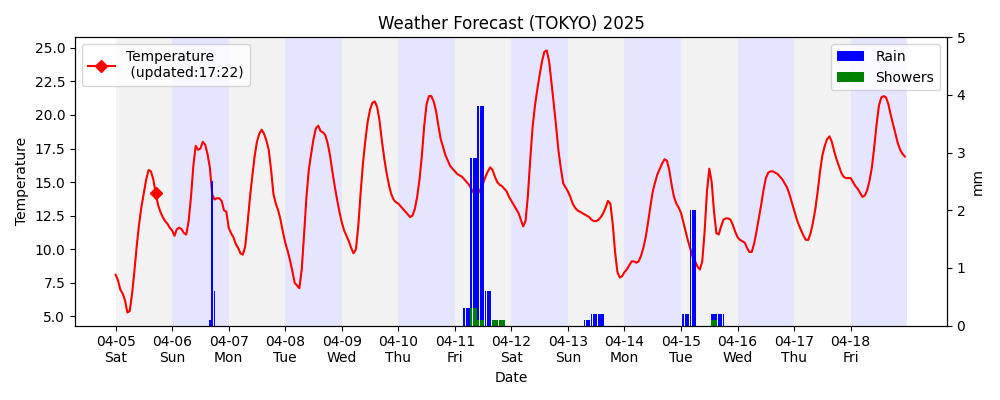 Weather Forecast (TOKYO) 2025
Temperature
(updated:17:22)
Rain
Showers
Temperature
25.0
22.5
20.0
17.5
15.0
12.5
10.0
7.5
5.0
5
4
3
2
1
0
mm
04-05 04-06 04-07 04-08 04-09 04-10 04-11 04-12 04-13 04-14 04-15 04-16 04-17 04-18
Sat Sun Mon Tue Wed Thu Fri Sat Sun Mon Tue Wed Thu Fri
Date